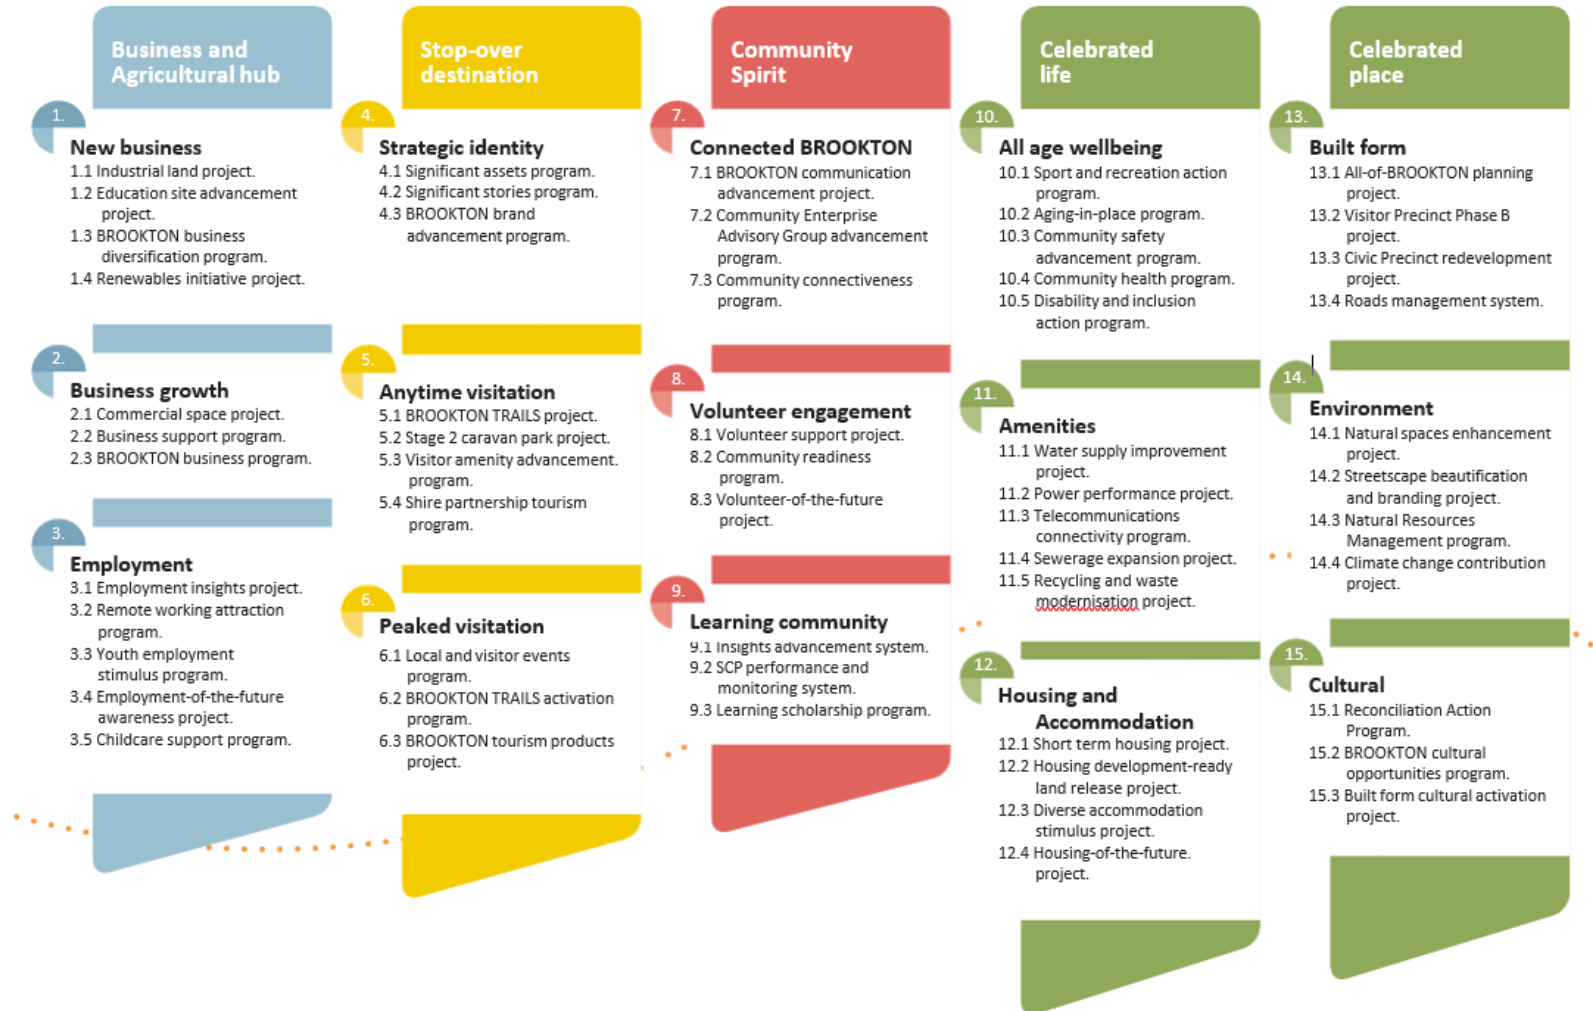 Business and
Agricultural hub
1.
New business
1.1 Industrial land project.
1.2 Education site advancement
project.
1.3 BROOKTON business
diversification program.
1.4 Renewables initiative project.
2.
Business growth
2.1 Commercial space project.
2.2 Business support program.
2.3 BROOKTON business program.
3.
Employment
3.1 Employment insights project.
3.2 Remote working attraction
program.
3.3 Youth employment
stimulus program.
3.4 Employment-of-the-future
awareness project.
3.5 Childcare support program.
Stop-over
destination
4.
Strategic identity
4.1 Significant assets program.
4.2 Significant stories program.
4.3 BROOKTON brand
advancement program.
5.
Anytime visitation
5.1 BROOKTON TRAILS project.
5.2 Stage 2 caravan park project.
5.3 Visitor amenity advancement.
program.
5.4 Shire partnership tourism
program.
6.
Peaked visitation
6.1 Local and visitor events
program.
6.2 BROOKTON TRAILS activation
program.
6.3 BROOKTON tourism products
project.
Community
Spirit
7.
Connected BROOKTON
7.1 BROOKTON communication
advancement project.
7.2 Community Enterprise
Advisory Group advancement
program.
7.3 Community connectiveness
program.
8.
Volunteer engagement
8.1 Volunteer support project.
8.2 Community readiness
program.
8.3 Volunteer-of-the-future
project.
9.
Learning community
9.1 Insights advancement system.
9.2 SCP performance and
monitoring system.
9.3 Learning scholarship program.
Celebrated
life
10.
All age wellbeing
10.1 Sport and recreation action
program.
10.2 Aging-in-place program.
10.3 Community safety
advancement program.
10.4 Community health program.
10.5 Disability and inclusion
action program.
11.
Amenities
11.1 Water supply improvement
project.
11.2 Power performance project.
11.3 Telecommunications
connectivity program.
11.4 Sewerage expansion project.
11.5 Recycling and waste
modernisation project.
12.
Housing and
Accommodation
12.1 Short term housing project.
12.2 Housing development-ready
land release project.
12.3 Diverse accommodation
stimulus project.
12.4 Housing-of-the-future.
project.
Celebrated
place
13.
Built form
13.1 All-of-BROOKTON planning
project.
13.2 Visitor Precinct Phase B
project.
13.3 Civic Precinct redevelopment
project.
13.4 Roads management system.
14.
Environment
14.1 Natural spaces enhancement
project.
14.2 Streetscape beautification
and branding project.
14.3 Natural Resources
Management program.
14.4 Climate change contribution
project.
15.
Cultural
15.1 Reconciliation Action
Program.
15.2 BROOKTON cultural
opportunities program.
15.3 Built form cultural activation
project.